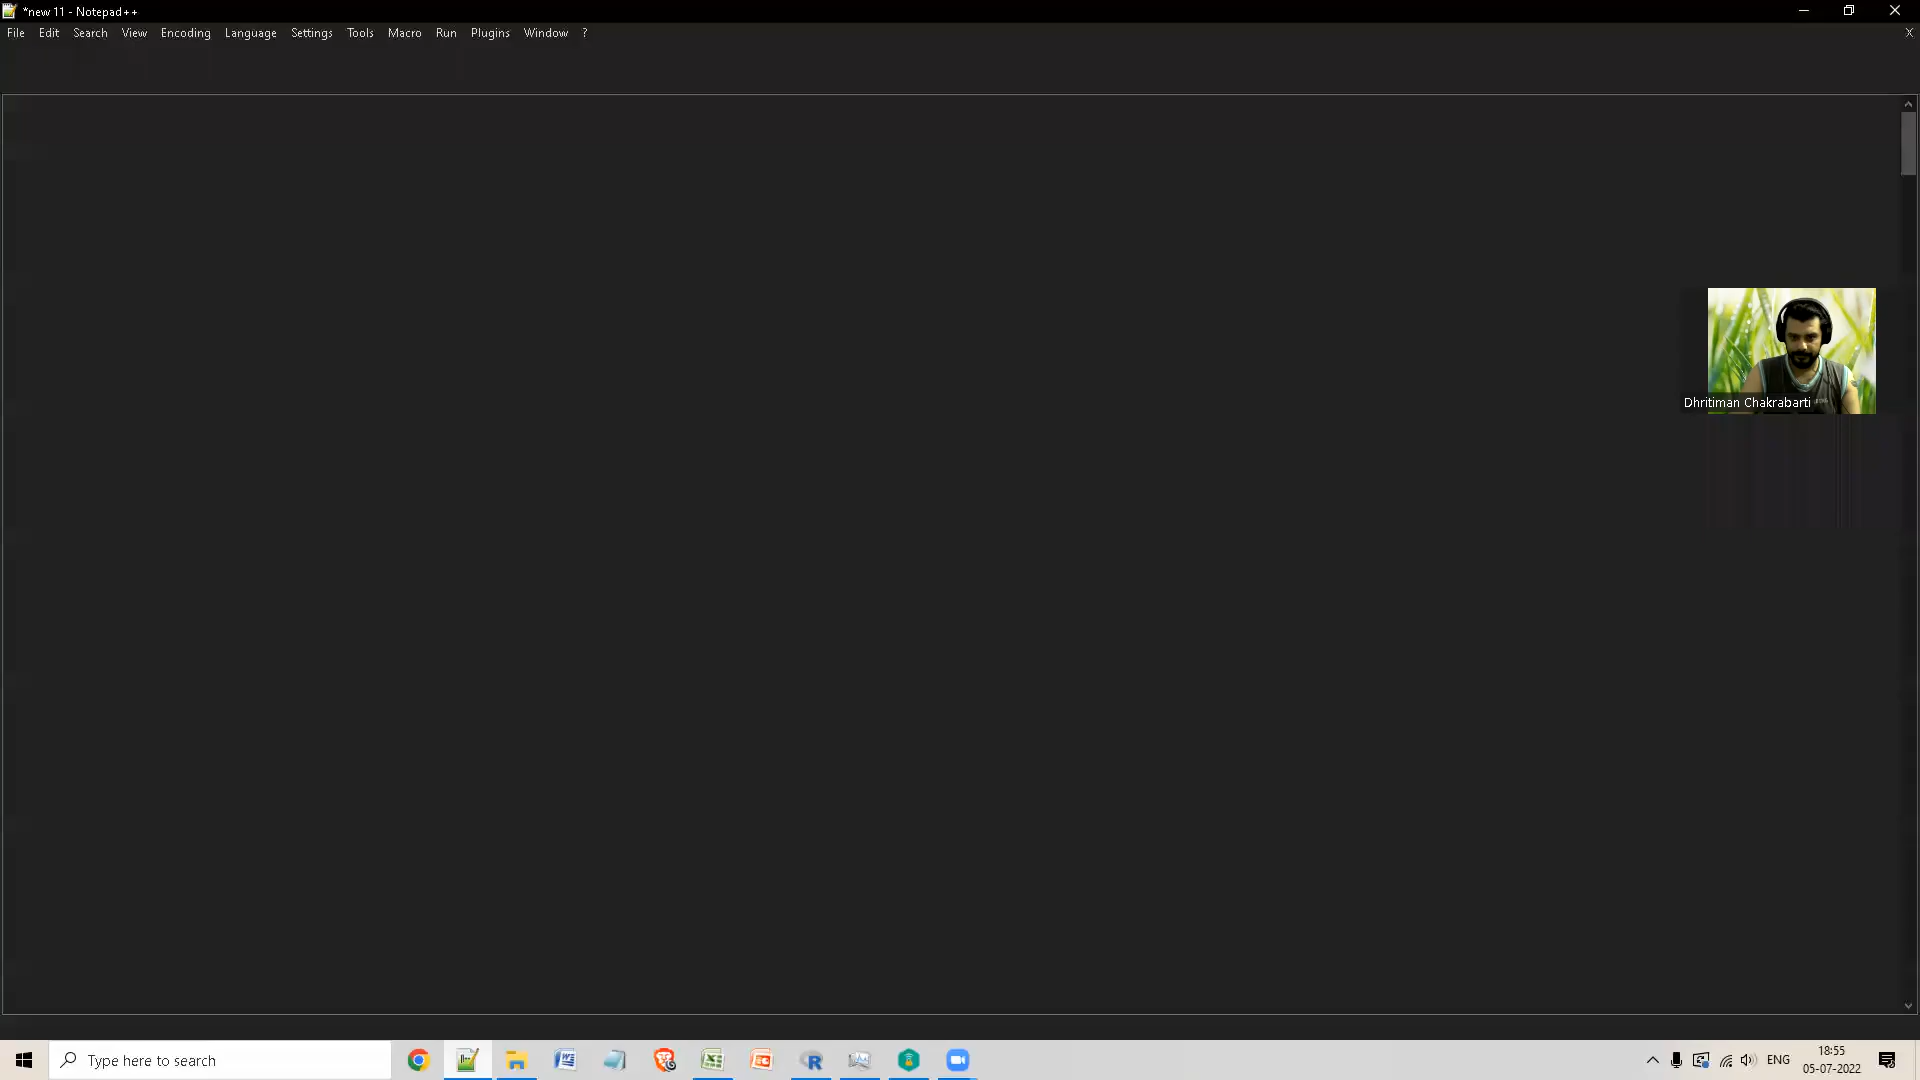 *new 11 - Notepad++
File Edit Search View Encoding Language Settings Tools Macro Run Plugins Window ?
X
Dhritiman Chakrabarti
Type here to search
ENG
18:55
05-07-2022